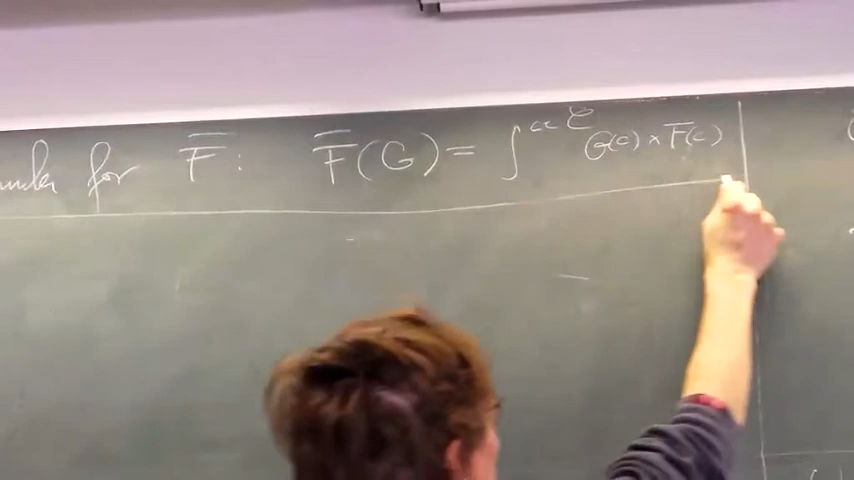 for F̅: F̅(G) = ∫^{c∈𝒞} G(c) × F(c)